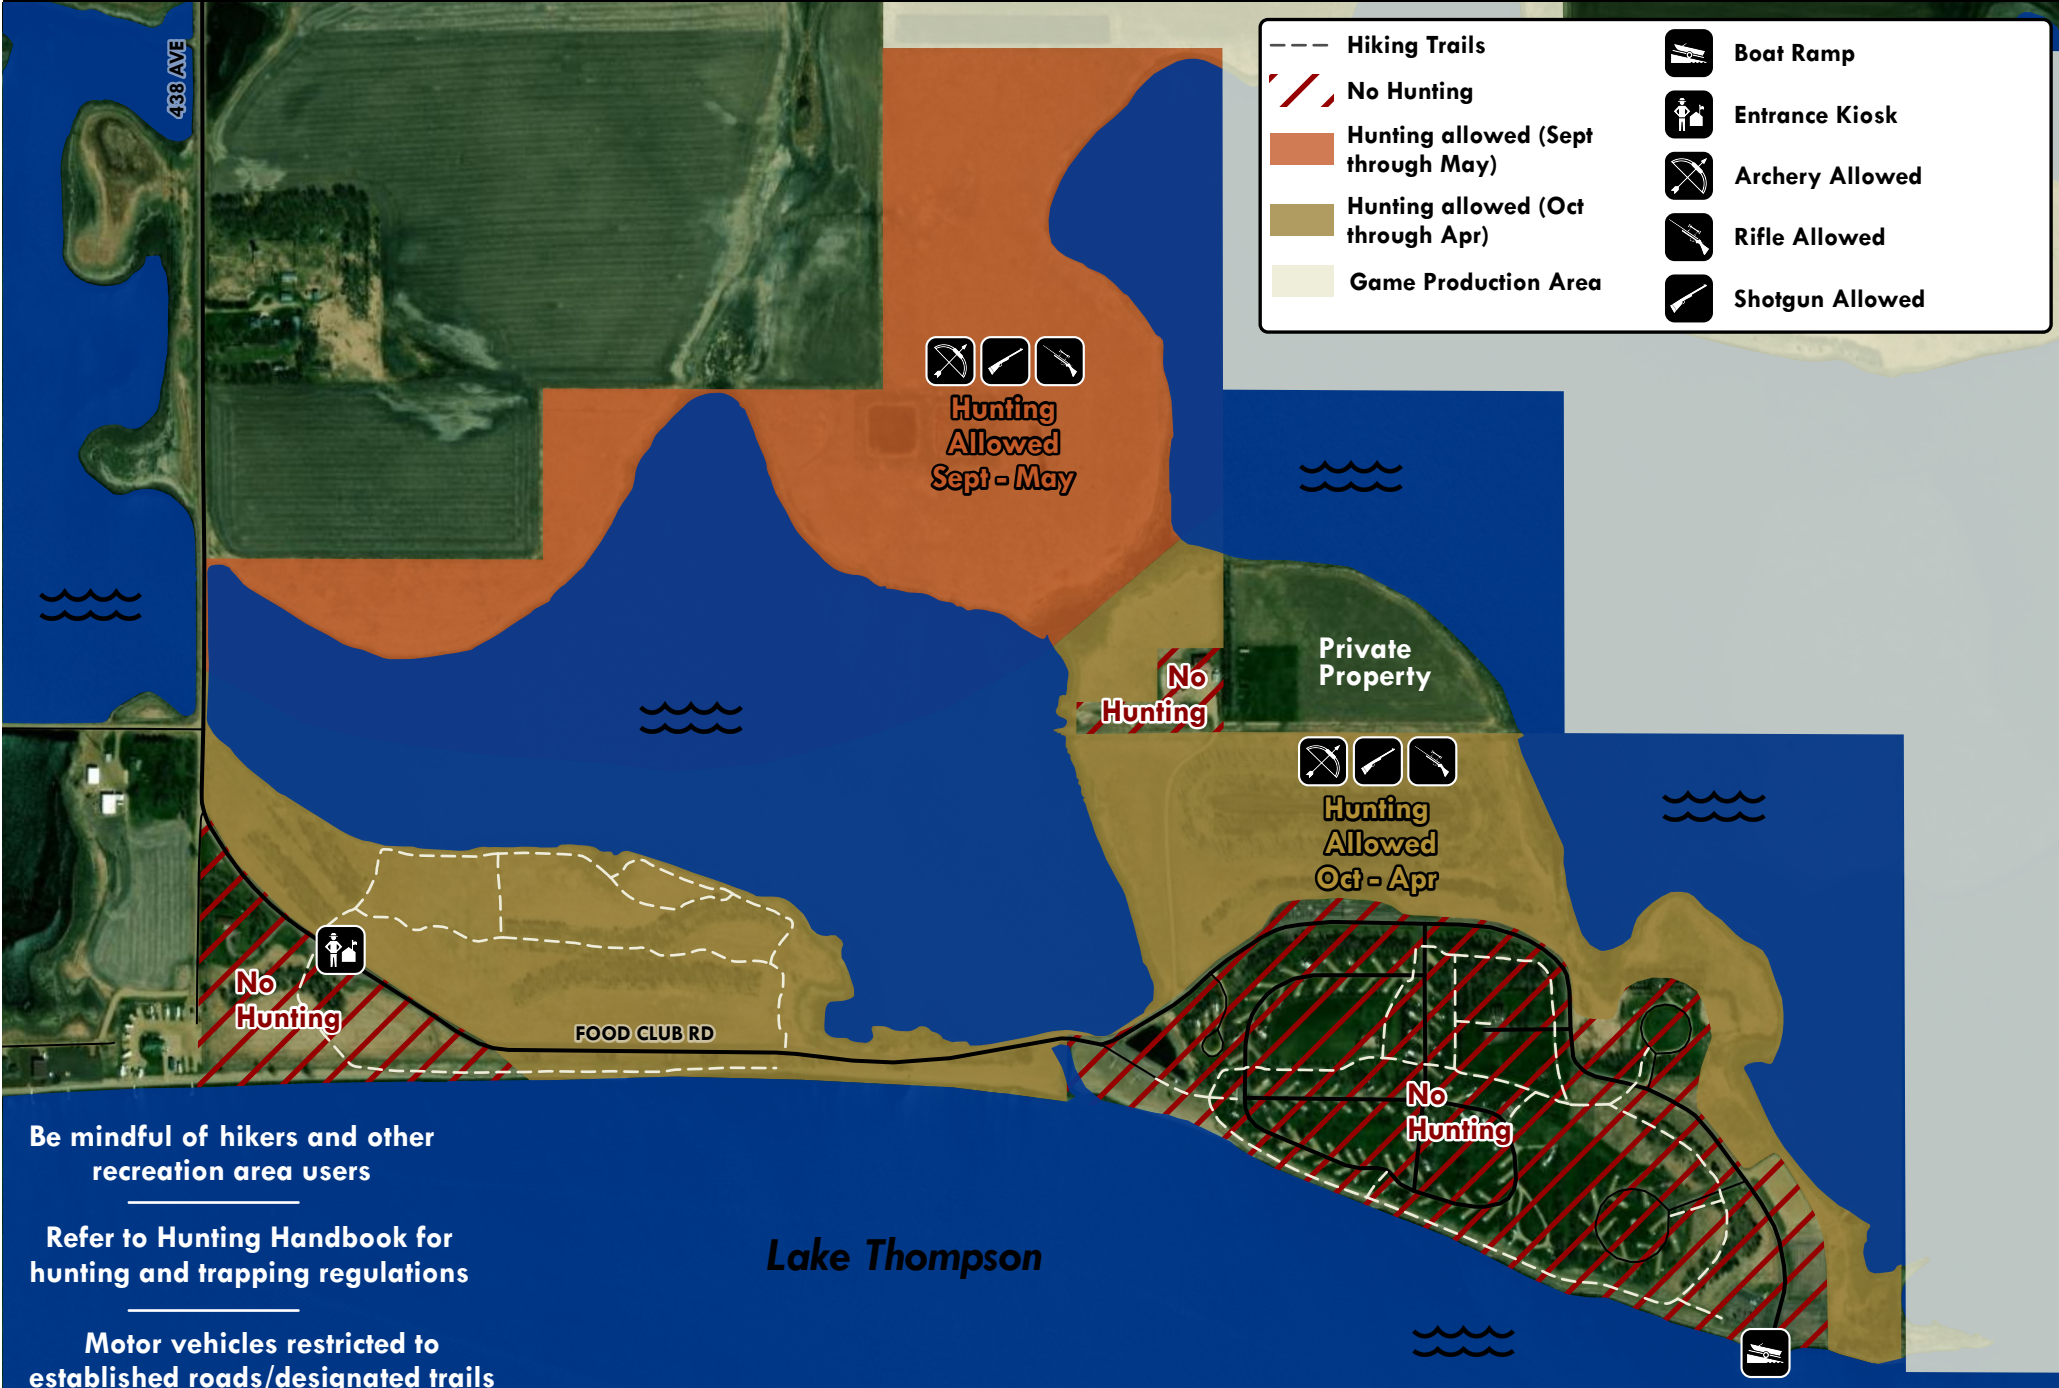 438 AVE
Hiking Trails
No Hunting
Hunting allowed (Sept
through May)
Hunting allowed (Oct
through Apr)
Game Production Area
Boat Ramp
Entrance Kiosk
Archery Allowed
Rifle Allowed
Shotgun Allowed
Hunting
Allowed
Sept - May
Private
Property
No
Hunting
Hunting
Allowed
Oct - Apr
No
Hunting
FOOD CLUB RD
No
Hunting
Be mindful of hikers and other
recreation area users
Refer to Hunting Handbook for
hunting and trapping regulations
Motor vehicles restricted to
established roads/designated trails
Lake Thompson